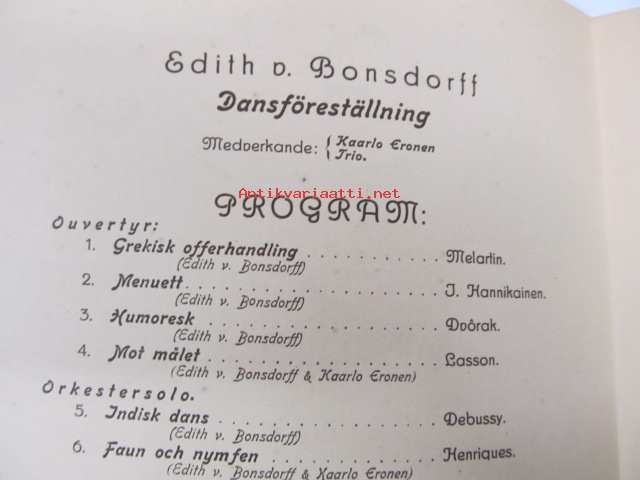 Edith v. Bonsdorff
Dansföreställning
Medverkande: { Kaarlo Eronen
Trio.
Antikvariaatti.net
PROGRAM:
Ouvertyr:
1. Grekisk offerhandling . . . . . . . . . . . Melartin.
(Edith v. Bonsdorff)
2. Menuett. . . . . . . . . . . . . . . . . . . . . I. Hannikainen.
(Edith v. Bonsdorff)
3. Humoresk . . . . . . . . . . . . . . . . . . Dvôrak.
(Edith v. Bonsdorff)
4. Mot målet . . . . . . . . . . . . . . . . . . . Lasson.
(Edith v. Bonsdorff & Kaarlo Eronen)
Orkestersolo.
5. Indisk dans . . . . . . . . . . . . . . . . . Debussy.
(Edith v. Bonsdorff)
6. Faun och nymfen . . . . . . . . . . . . . . Henriques.
(Edith v. Bonsdorff & Kaarlo Eronen)